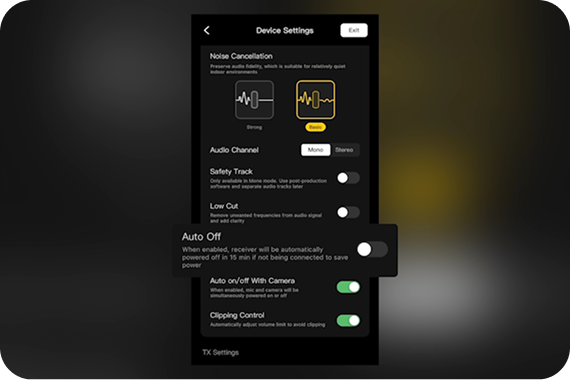 Device Settings
Exit
Noise Cancellation
Preserve audio fidelity, which is suitable for relatively quiet
indoor environments
Strong
Basic
Audio Channel
Mono
Stereo
Safety Track
Only available in Mono mode. Use post-production
software and separate audio tracks later
Low Cut
Remove unwanted frequencies from audio signal
and add clarity
Auto Off
When enabled, receiver will be automatically
powered off in 15 min if not being connected to save
power
Auto on/off With Camera
When enabled, mic and camera will be
simultaneously powered on or off
Clipping Control
Automatically adjust volume limit to avoid clipping
TX Settings